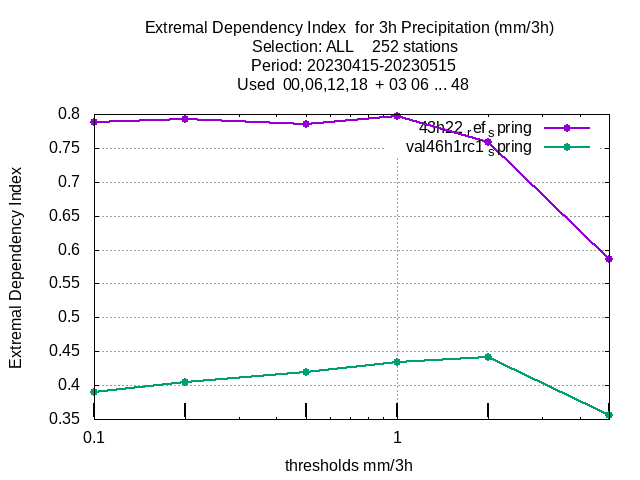 Extremal Dependency Index  for 3h Precipitation (mm/3h)
Selection: ALL    252 stations
Period: 20230415-20230515
Used  00,06,12,18  + 03 06 ... 48
43h22ᵣef_spring
val46h1rc1_spring
Extremal Dependency Index
0.8
0.75
0.7
0.65
0.6
0.55
0.5
0.45
0.4
0.35
0.1
1
thresholds mm/3h